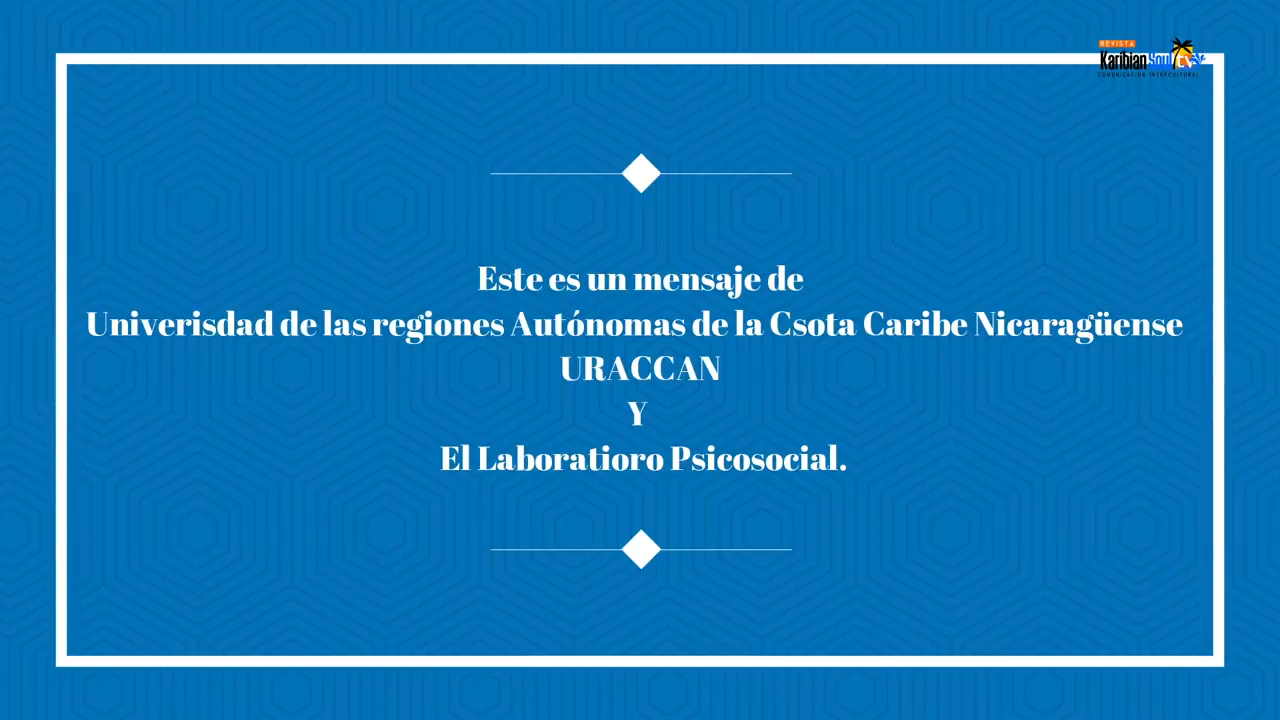 REVISTA
Karibian Soul TV
COMUNICACIÓN INTERCULTURAL
Este es un mensaje de
Univerisdad de las regiones Autónomas de la Csota Caribe Nicaragüense
URACCAN
Y
El Laboratioro Psicosocial.